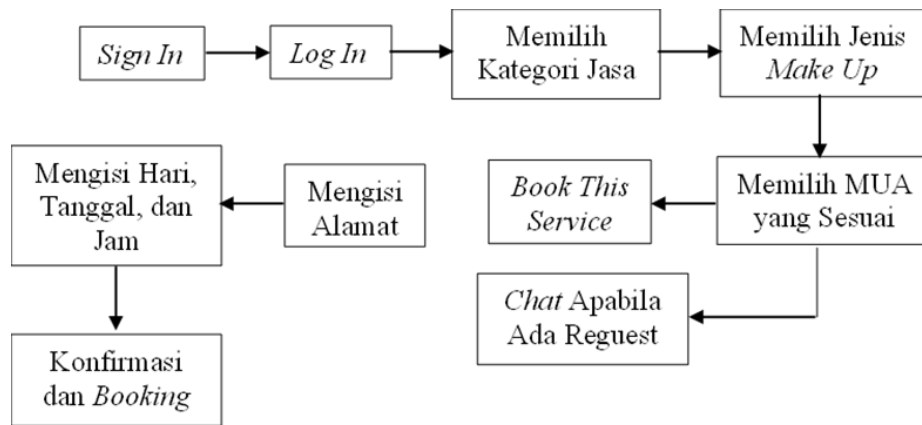 Sign In
Log In
Memilih
Kategori Jasa
Memilih Jenis
Make Up
Memilih MUA
yang Sesuai
Book This
Service
Chat Apabila
Ada Reguest
Mengisi
Alamat
Mengisi Hari,
Tanggal, dan
Jam
Konfirmasi
dan Booking